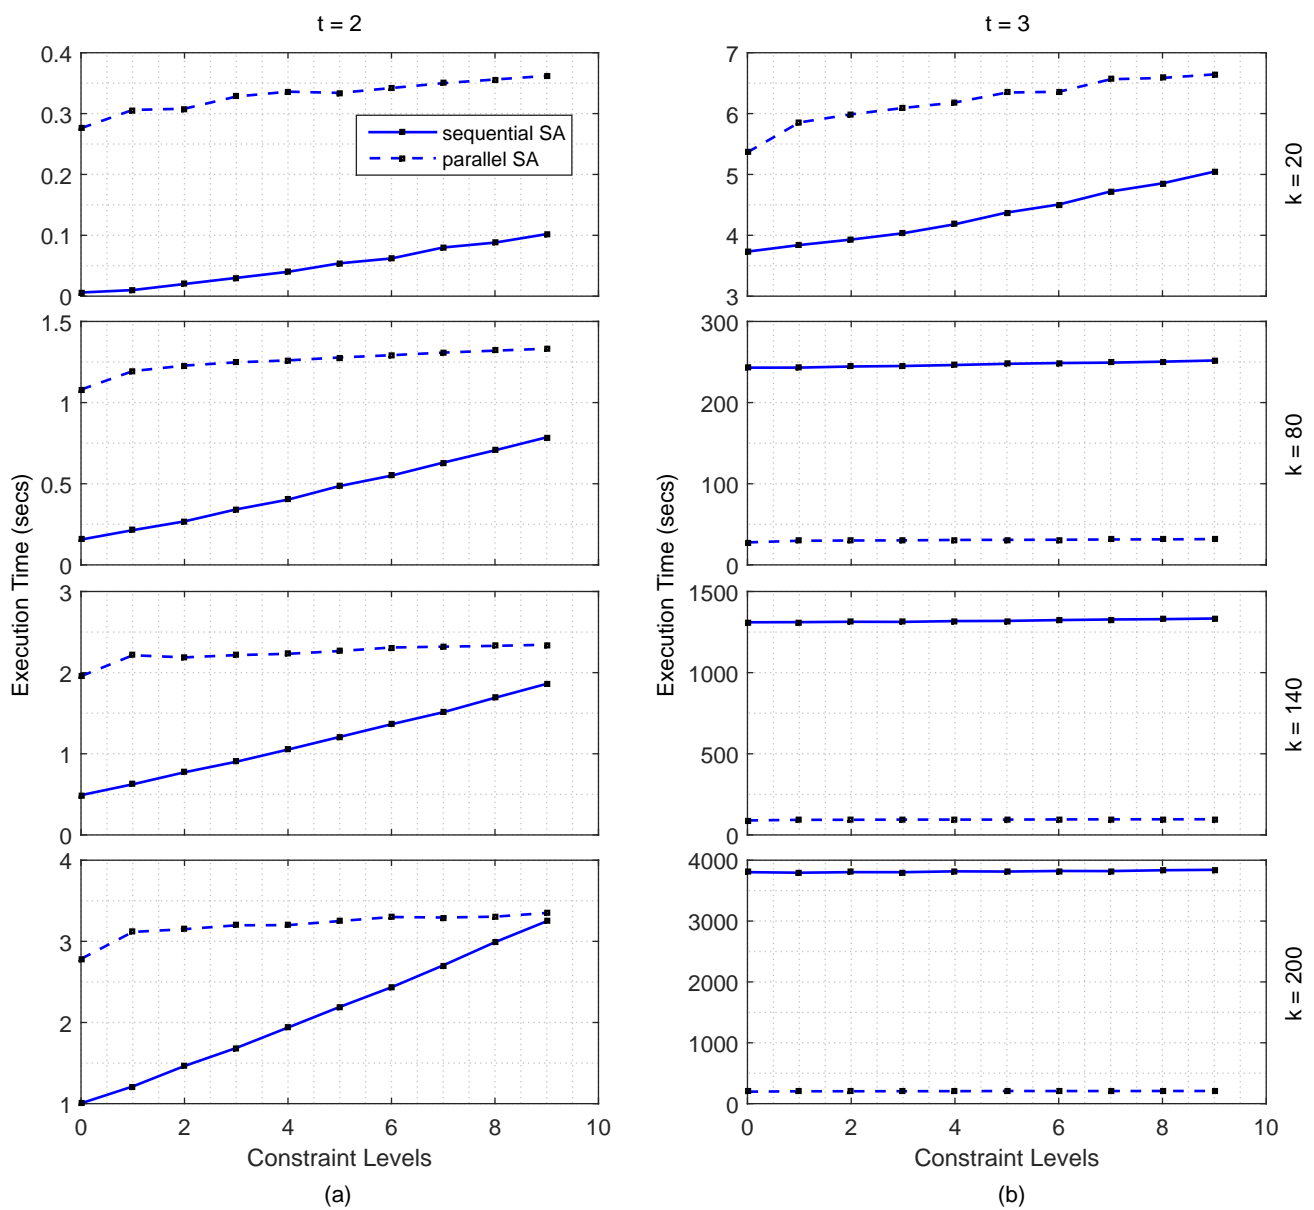 t = 2
t = 3
0.4
0.3
0.2
0.1
0
sequential SA
parallel SA
7
6
5
4
3
k = 20
1.5
1
0.5
0
300
200
100
0
k = 80
Execution Time (secs)
Execution Time (secs)
3
2
1
0
1500
1000
500
0
k = 140
4
3
2
1
0 2 4 6 8 10
Constraint Levels
(a)
4000
3000
2000
1000
0
k = 200
0 2 4 6 8 10
Constraint Levels
(b)